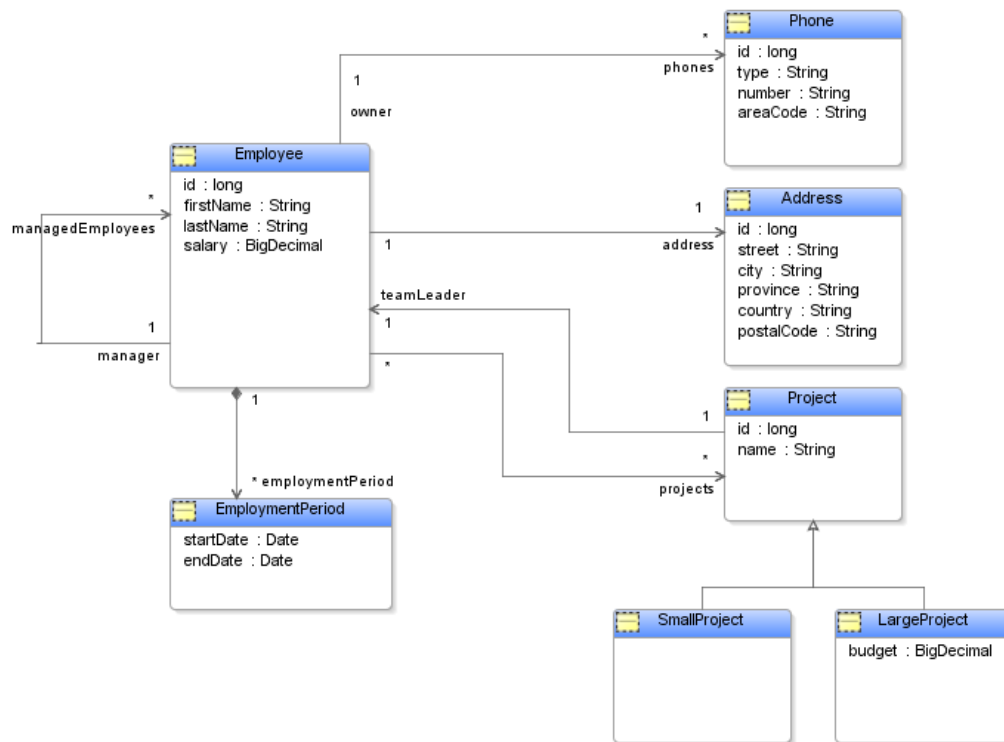 Phone
id : long
type : String
number : String
areaCode : String
*
phones
1
owner
Employee
id : long
firstName : String
lastName : String
salary : BigDecimal
*
managedEmployees
1
manager
Address
id : long
street : String
city : String
province : String
country : String
postalCode : String
1
address
1
teamLeader
1
*
Project
id : long
name : String
1
*
projects
1
* employmentPeriod
EmploymentPeriod
startDate : Date
endDate : Date
SmallProject
LargeProject
budget : BigDecimal